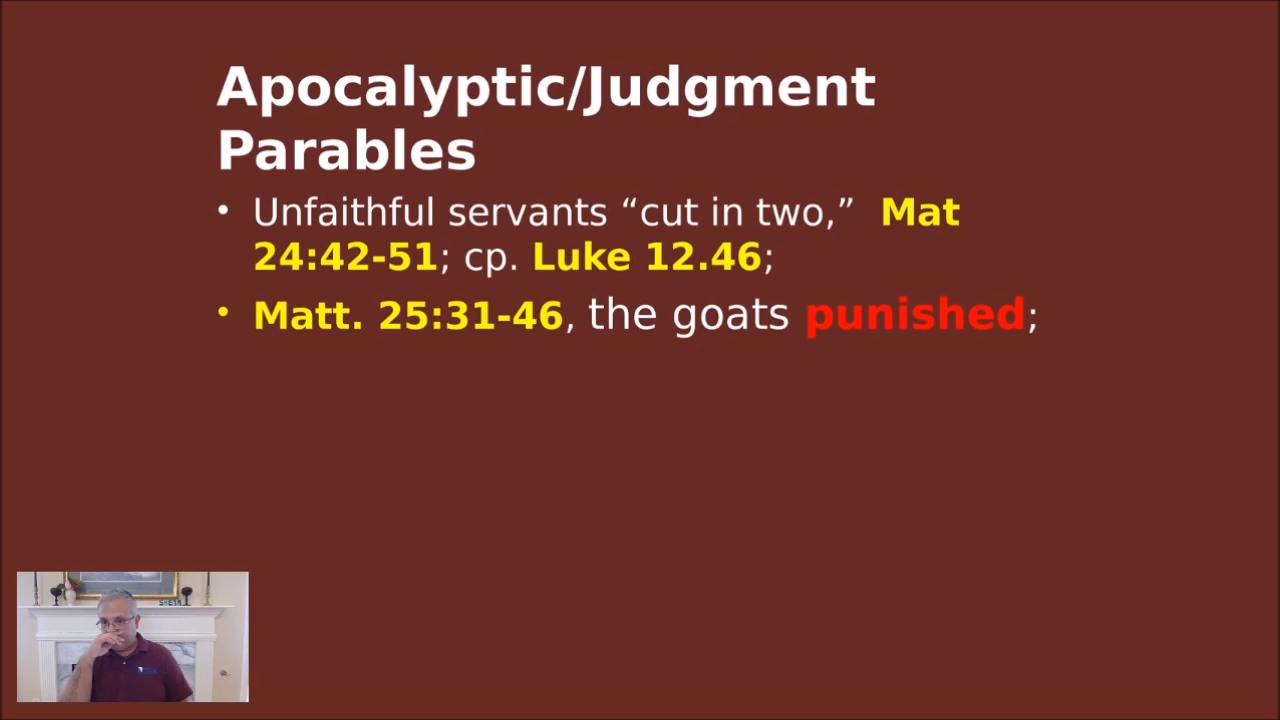 Apocalyptic/Judgment
Parables
• Unfaithful servants “cut in two,”  Mat
24:42-51; cp. Luke 12.46;
• Matt. 25:31-46, the goats punished;